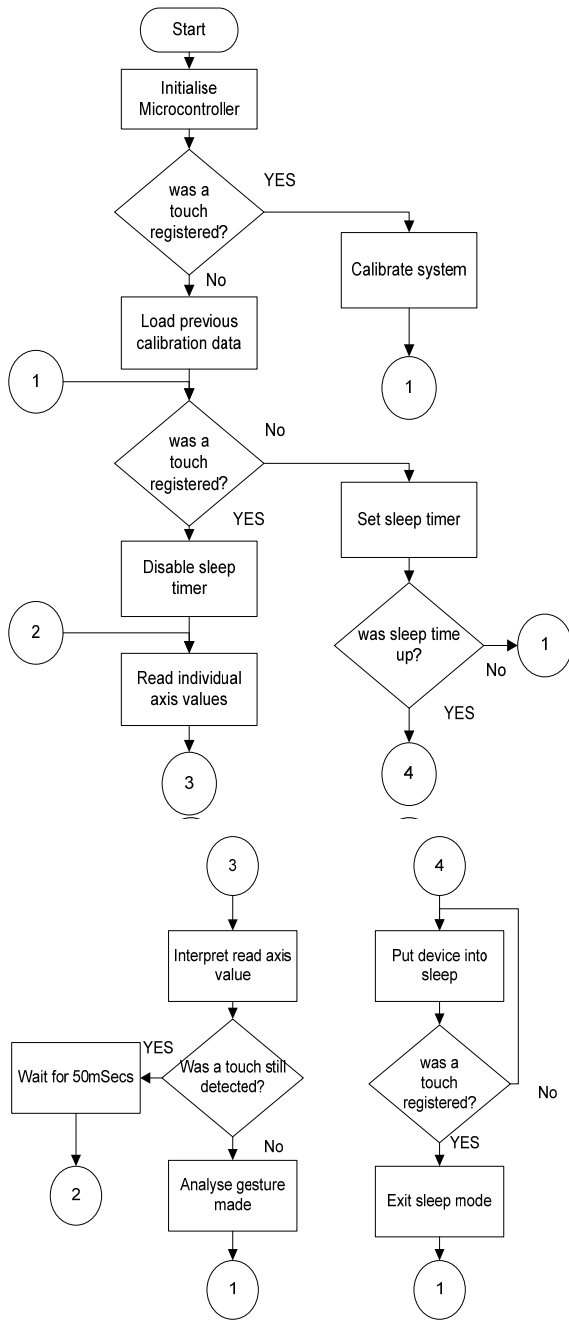 Start
Initialise
Microcontroller
YES
was a
touch
registered?
Calibrate system
No
Load previous
calibration data
1
1
No
was a
touch
registered?
Set sleep timer
YES
Disable sleep
timer
2
was sleep time
up?
1
No
Read individual
axis values
YES
3
4
3
4
Interpret read axis
value
Put device into
sleep
YES
Was a touch still
detected?
Wait for 50mSecs
was a
touch
registered?
No
No
YES
Analyse gesture
made
2
Exit sleep mode
1
1